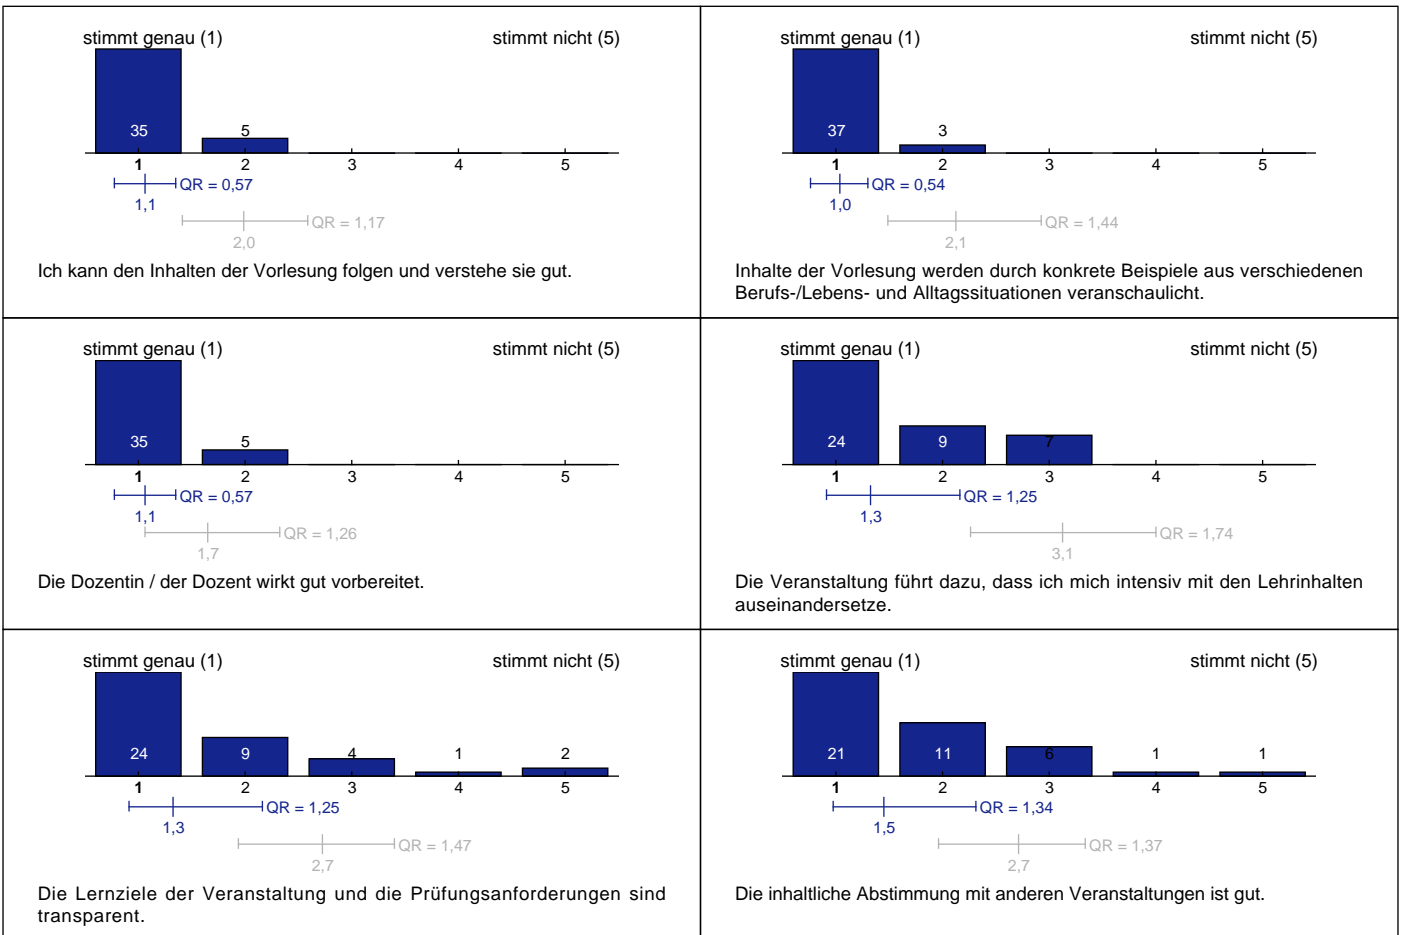 stimmt genau (1) stimmt nicht (5)
35 5
1 2 3 4 5
QR = 0,57
1,1
QR = 1,17
2,0
Ich kann den Inhalten der Vorlesung folgen und verstehe sie gut.
stimmt genau (1) stimmt nicht (5)
37 3
1 2 3 4 5
QR = 0,54
1,0
QR = 1,44
2,1
Inhalte der Vorlesung werden durch konkrete Beispiele aus verschiedenen
Berufs-/Lebens- und Alltagssituationen veranschaulicht.
stimmt genau (1) stimmt nicht (5)
35 5
1 2 3 4 5
QR = 0,57
1,1
QR = 1,26
1,7
Die Dozentin / der Dozent wirkt gut vorbereitet.
stimmt genau (1) stimmt nicht (5)
24 9 7
1 2 3 4 5
QR = 1,25
1,3
QR = 1,74
3,1
Die Veranstaltung führt dazu, dass ich mich intensiv mit den Lehrinhalten
auseinandersetze.
stimmt genau (1) stimmt nicht (5)
24 9 4 1 2
1 2 3 4 5
QR = 1,25
1,3
QR = 1,47
2,7
Die Lernziele der Veranstaltung und die Prüfungsanforderungen sind
transparent.
stimmt genau (1) stimmt nicht (5)
21 11 6 1 1
1 2 3 4 5
QR = 1,34
1,5
QR = 1,37
2,7
Die inhaltliche Abstimmung mit anderen Veranstaltungen ist gut.